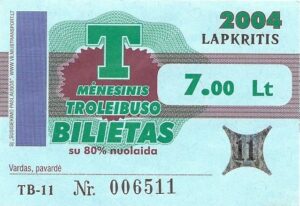 2004
LAPKRITIS
T
MĖNESINIS
TROLEIBUSO
BILIETAS
su 80% nuolaida
7.00 Lt
11
Vardas, pavardė
TB-11 Nr. 006511